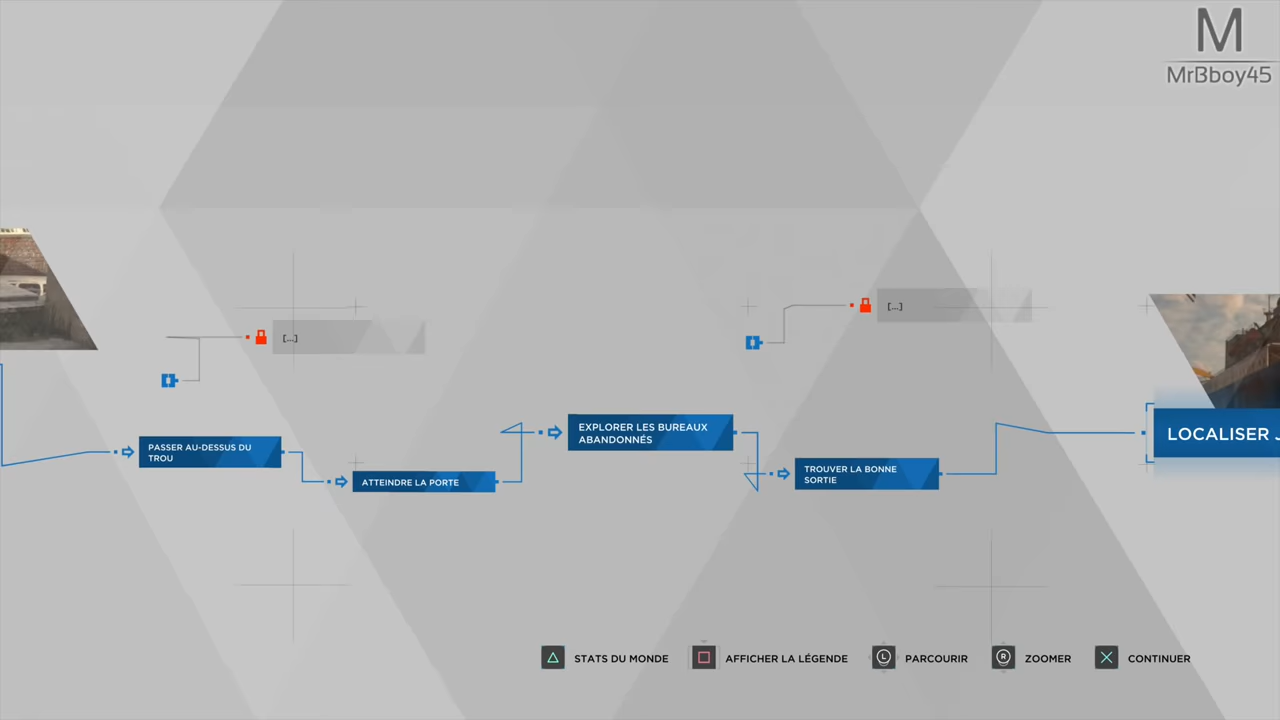 M
MrBboy45
[...]
[...]
PASSER AU-DESSUS DU
TROU
ATTEINDRE LA PORTE
EXPLORER LES BUREAUX
ABANDONNÉS
TROUVER LA BONNE
SORTIE
LOCALISER
STATS DU MONDE
AFFICHER LA LÉGENDE
L
PARCOURIR
R
ZOOMER
CONTINUER